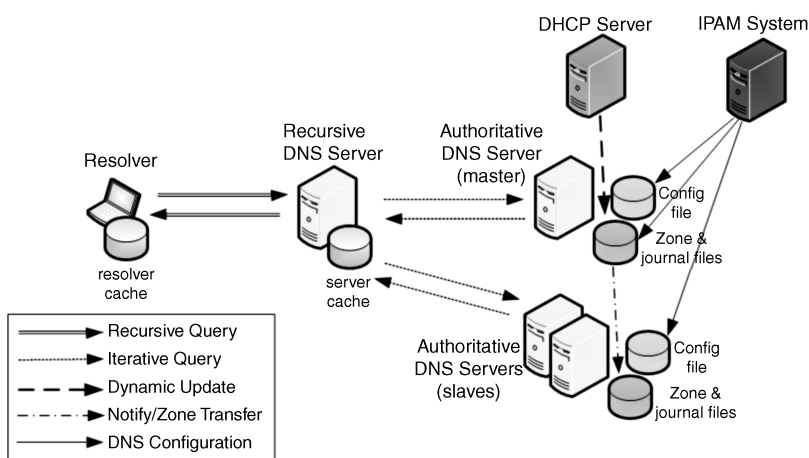 DHCP Server
IPAM System
Recursive
DNS Server
Authoritative
DNS Server
(master)
Resolver
Config
file
Zone &
journal files
resolver
cache
server
cache
Authoritative
DNS Servers
(slaves)
Config
file
Zone &
journal files
Recursive Query
Iterative Query
Dynamic Update
Notify/Zone Transfer
DNS Configuration